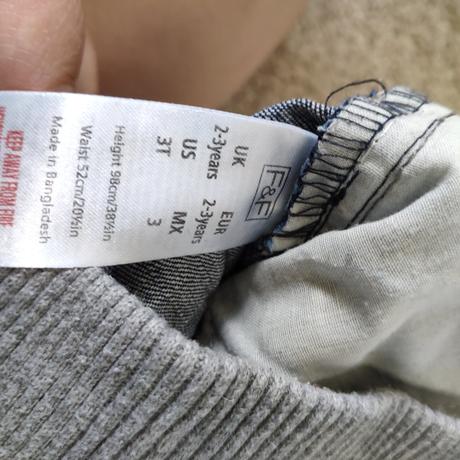 F&F
UK EUR
2-3years 2-3years
US MX
3T 3
Height 98cm/38½in
Waist 52cm/20½in
Made in Bangladesh
KEEP AWAY FROM FIRE